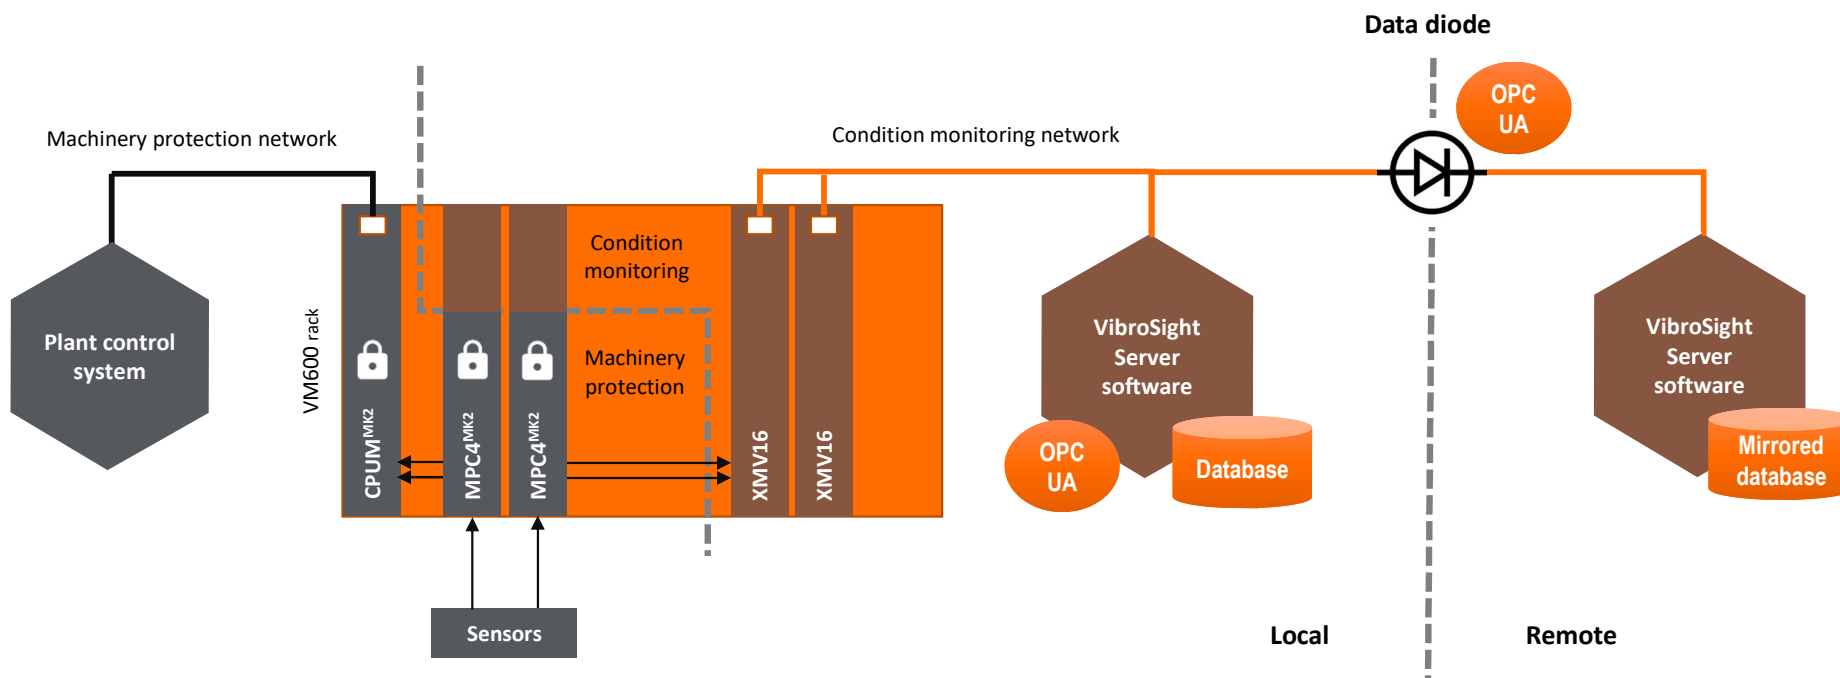 Data diode
OPC
UA
Machinery protection network
Condition monitoring network
Condition
monitoring
Plant control
system
VM600 rack
Machinery
protection
CPUMMK2
MPC4MK2
MPC4MK2
XMV16
XMV16
VibroSight
Server
software
OPC
UA
Database
VibroSight
Server
software
Mirrored
database
Sensors
Local
Remote